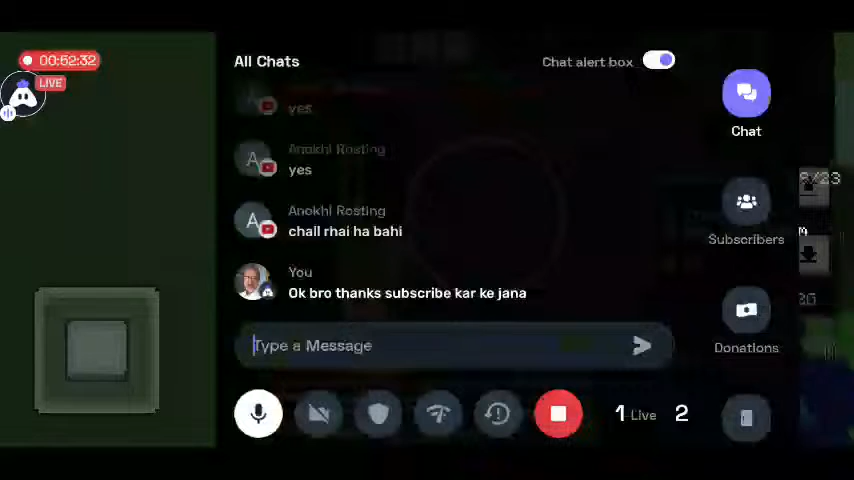 00:52:32
LIVE
All Chats
Chat alert box
yes
Anokhi Rosting
yes
Anokhi Rosting
chall rhai ha bahi
You
Ok bro thanks subscribe kar ke jana
Type a Message
Chat
Subscribers
Donations
1 Live 2